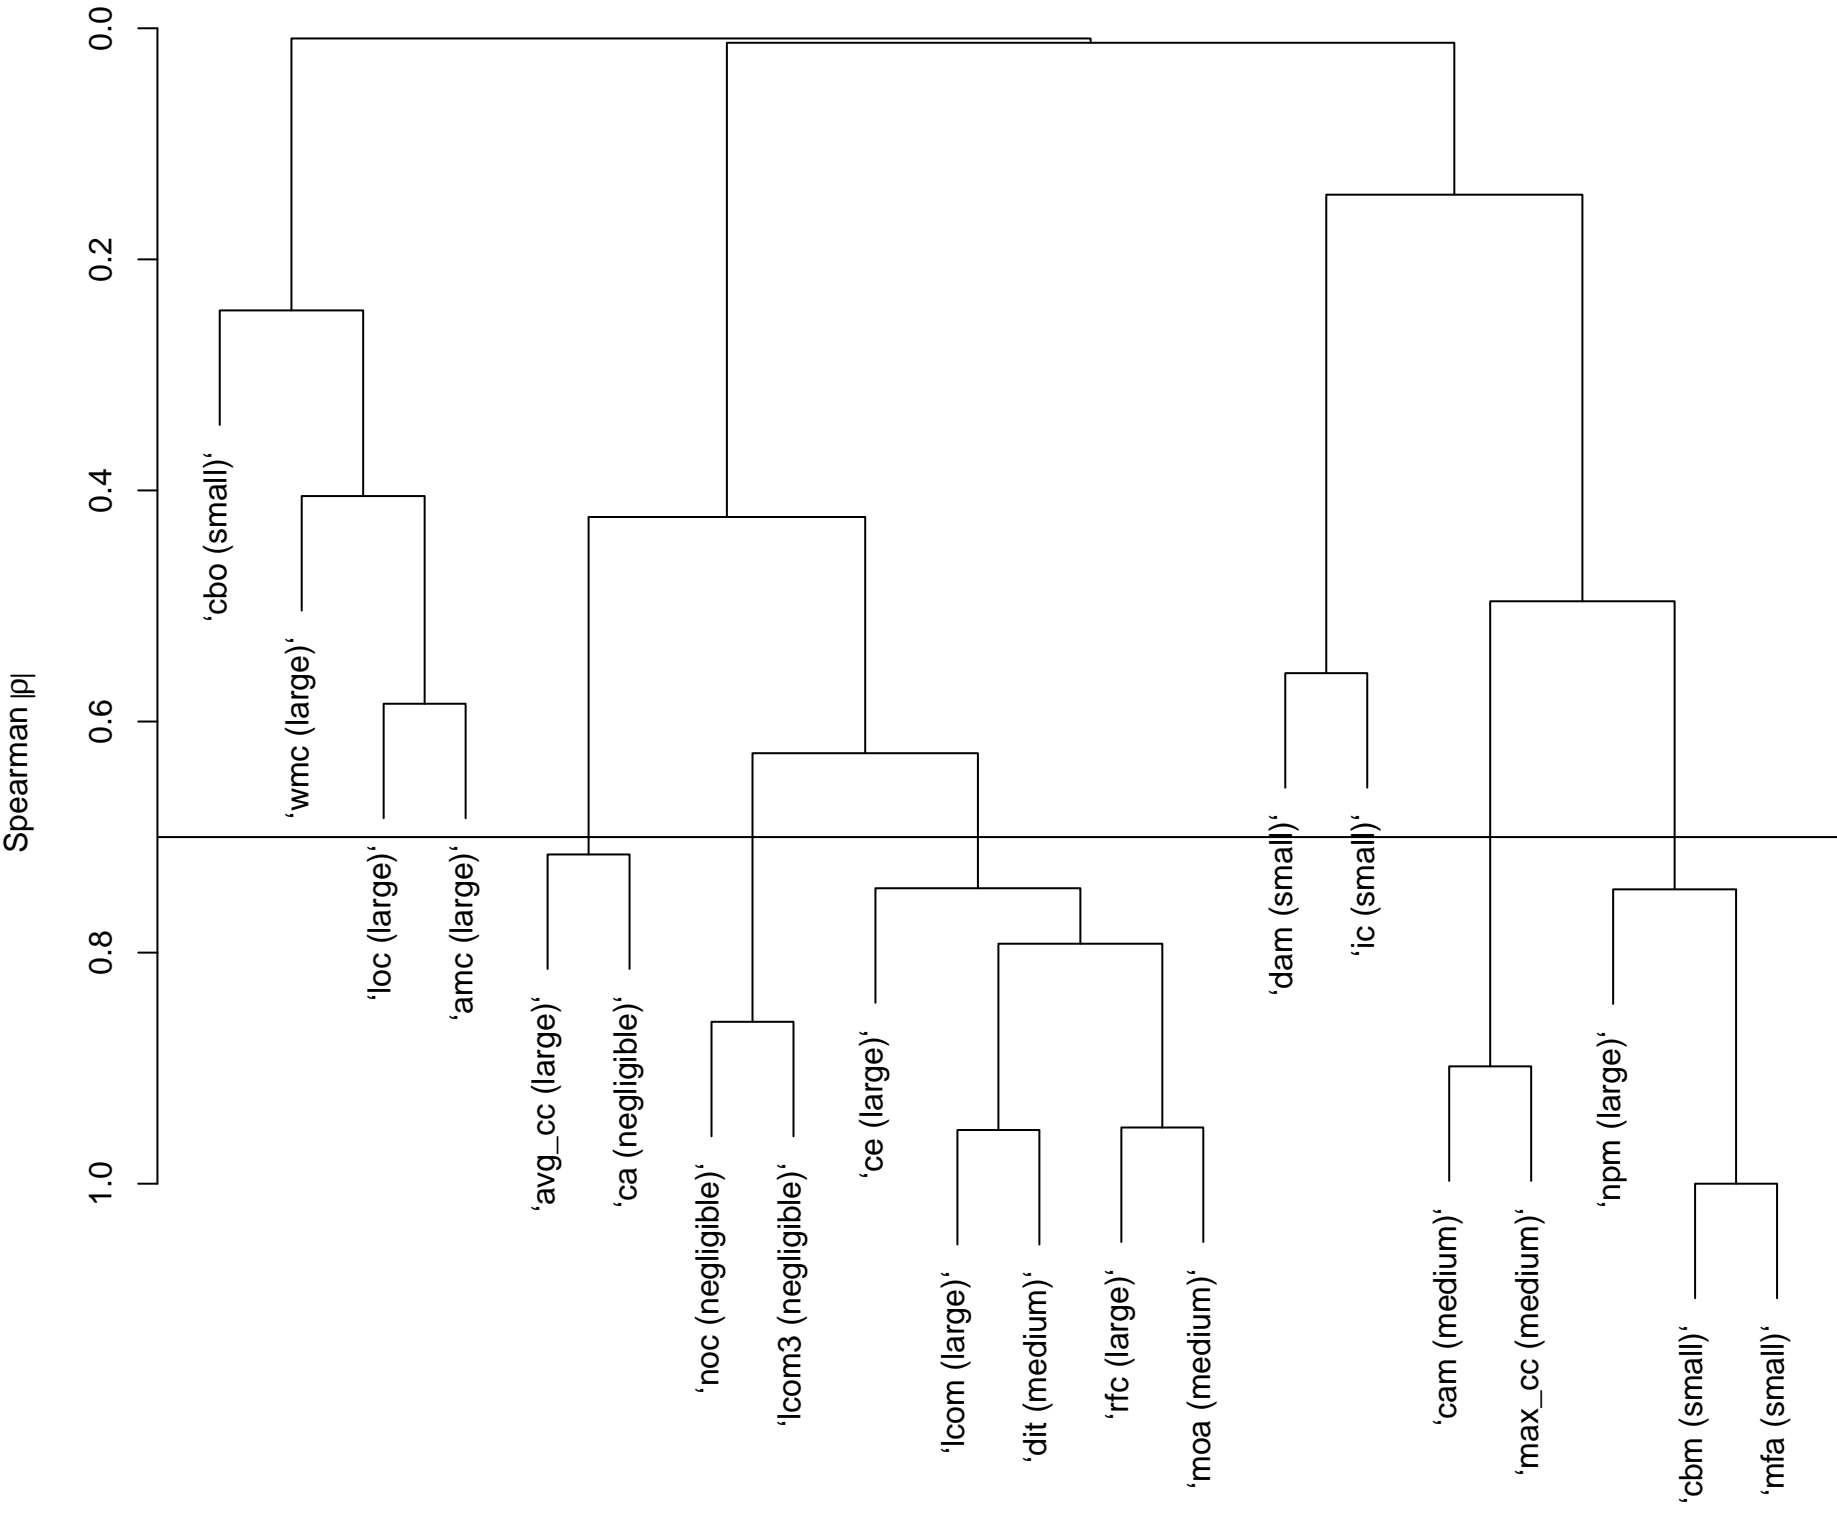 0.0
0.2
0.4
0.6
0.8
1.0
Spearman |ρ|
‘cbo (small)‘
‘wmc (large)‘
‘loc (large)‘
‘amc (large)‘
‘avg_cc (large)‘
‘ca (negligible)‘
‘noc (negligible)‘
‘lcom3 (negligible)‘
‘ce (large)‘
‘lcom (large)‘
‘dit (medium)‘
‘rfc (large)‘
‘moa (medium)‘
‘dam (small)‘
‘ic (small)‘
‘cam (medium)‘
‘max_cc (medium)‘
‘npm (large)‘
‘cbm (small)‘
‘mfa (small)‘